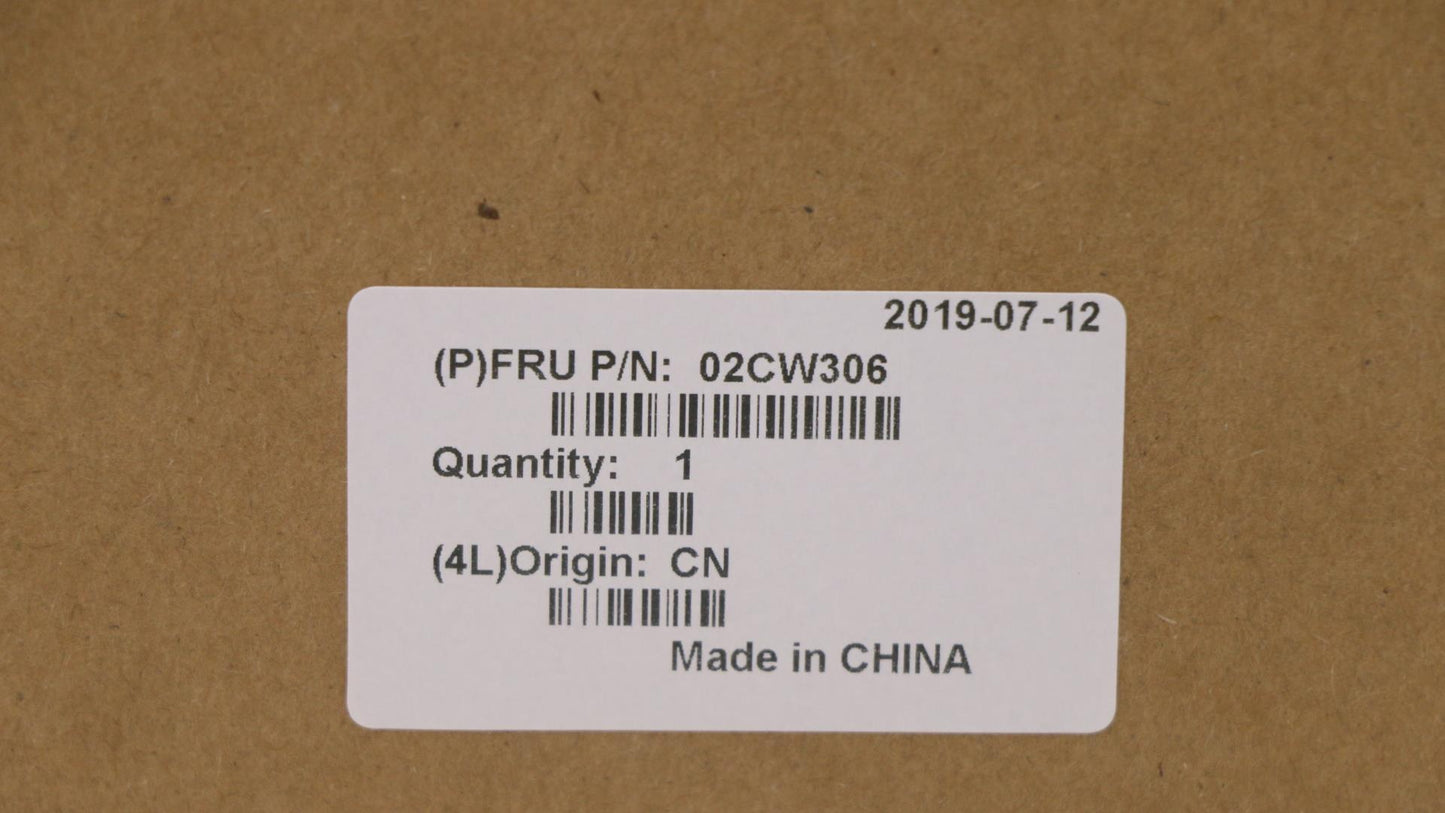 2019-07-12
(P)FRU P/N: 02CW306
Quantity: 1
(4L)Origin: CN
Made in CHINA